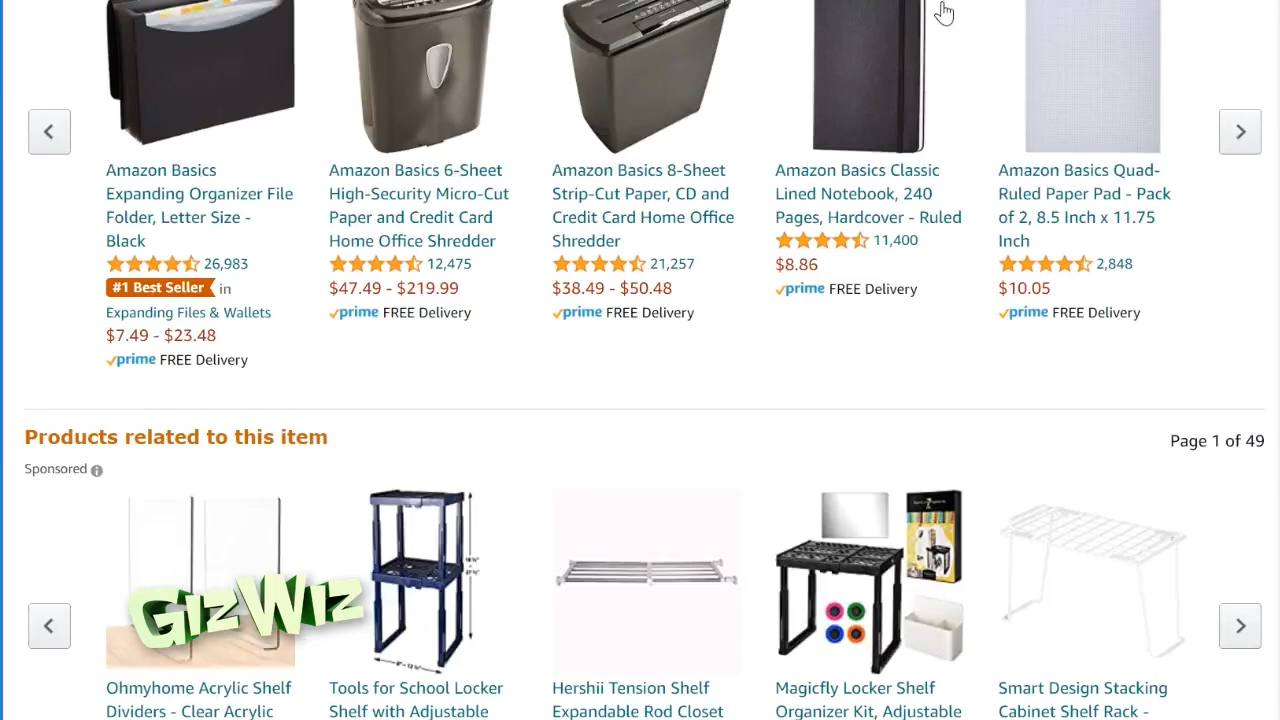 Amazon Basics
Expanding Organizer File
Folder, Letter Size -
Black
26,983
#1 Best Seller in
Expanding Files & Wallets
$7.49 - $23.48
prime FREE Delivery
Amazon Basics 6-Sheet
High-Security Micro-Cut
Paper and Credit Card
Home Office Shredder
12,475
$47.49 - $219.99
prime FREE Delivery
Amazon Basics 8-Sheet
Strip-Cut Paper, CD and
Credit Card Home Office
Shredder
21,257
$38.49 - $50.48
prime FREE Delivery
Amazon Basics Classic
Lined Notebook, 240
Pages, Hardcover - Ruled
11,400
$8.86
prime FREE Delivery
Amazon Basics Quad-
Ruled Paper Pad - Pack
of 2, 8.5 Inch x 11.75
Inch
2,848
$10.05
prime FREE Delivery
Products related to this item
Page 1 of 49
Sponsored
GizWiz
Ohmyhome Acrylic Shelf
Dividers - Clear Acrylic
Tools for School Locker
Shelf with Adjustable
Hershii Tension Shelf
Expandable Rod Closet
Magicfly Locker Shelf
Organizer Kit, Adjustable
Smart Design Stacking
Cabinet Shelf Rack -